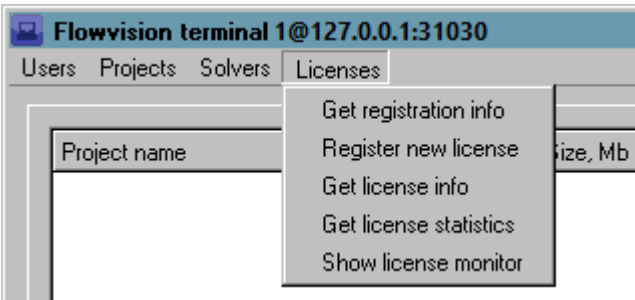 Flowvision terminal 1@127.0.0.1:31030
Users Projects Solvers Licenses
Get registration info
Project name
Register new license
Mb
Get license info
Get license statistics
Show license monitor